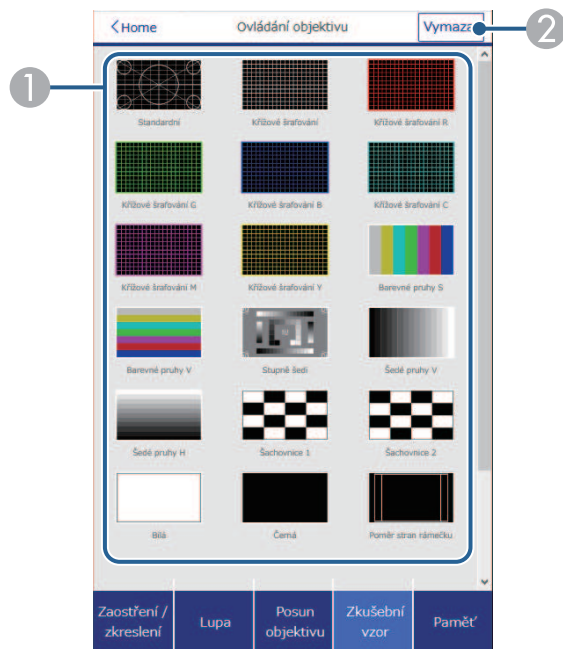 <Home Ovládání objektivu Vymaza
1
2
Standardní Křížové šrafování Křížové šrafování R
Křížové šrafování G Křížové šrafování B Křížové šrafování C
Křížové šrafování M Křížové šrafování Y Barevné pruhy S
Barevné pruhy V Stupně šedi Šedé pruhy V
Šedé pruhy H Šachovnice 1 Šachovnice 2
Bílá Černá Poměr stran rámečku
Zaostření / zkreslení
Lupa
Posun objektivu
Zkušební vzor
Paměť